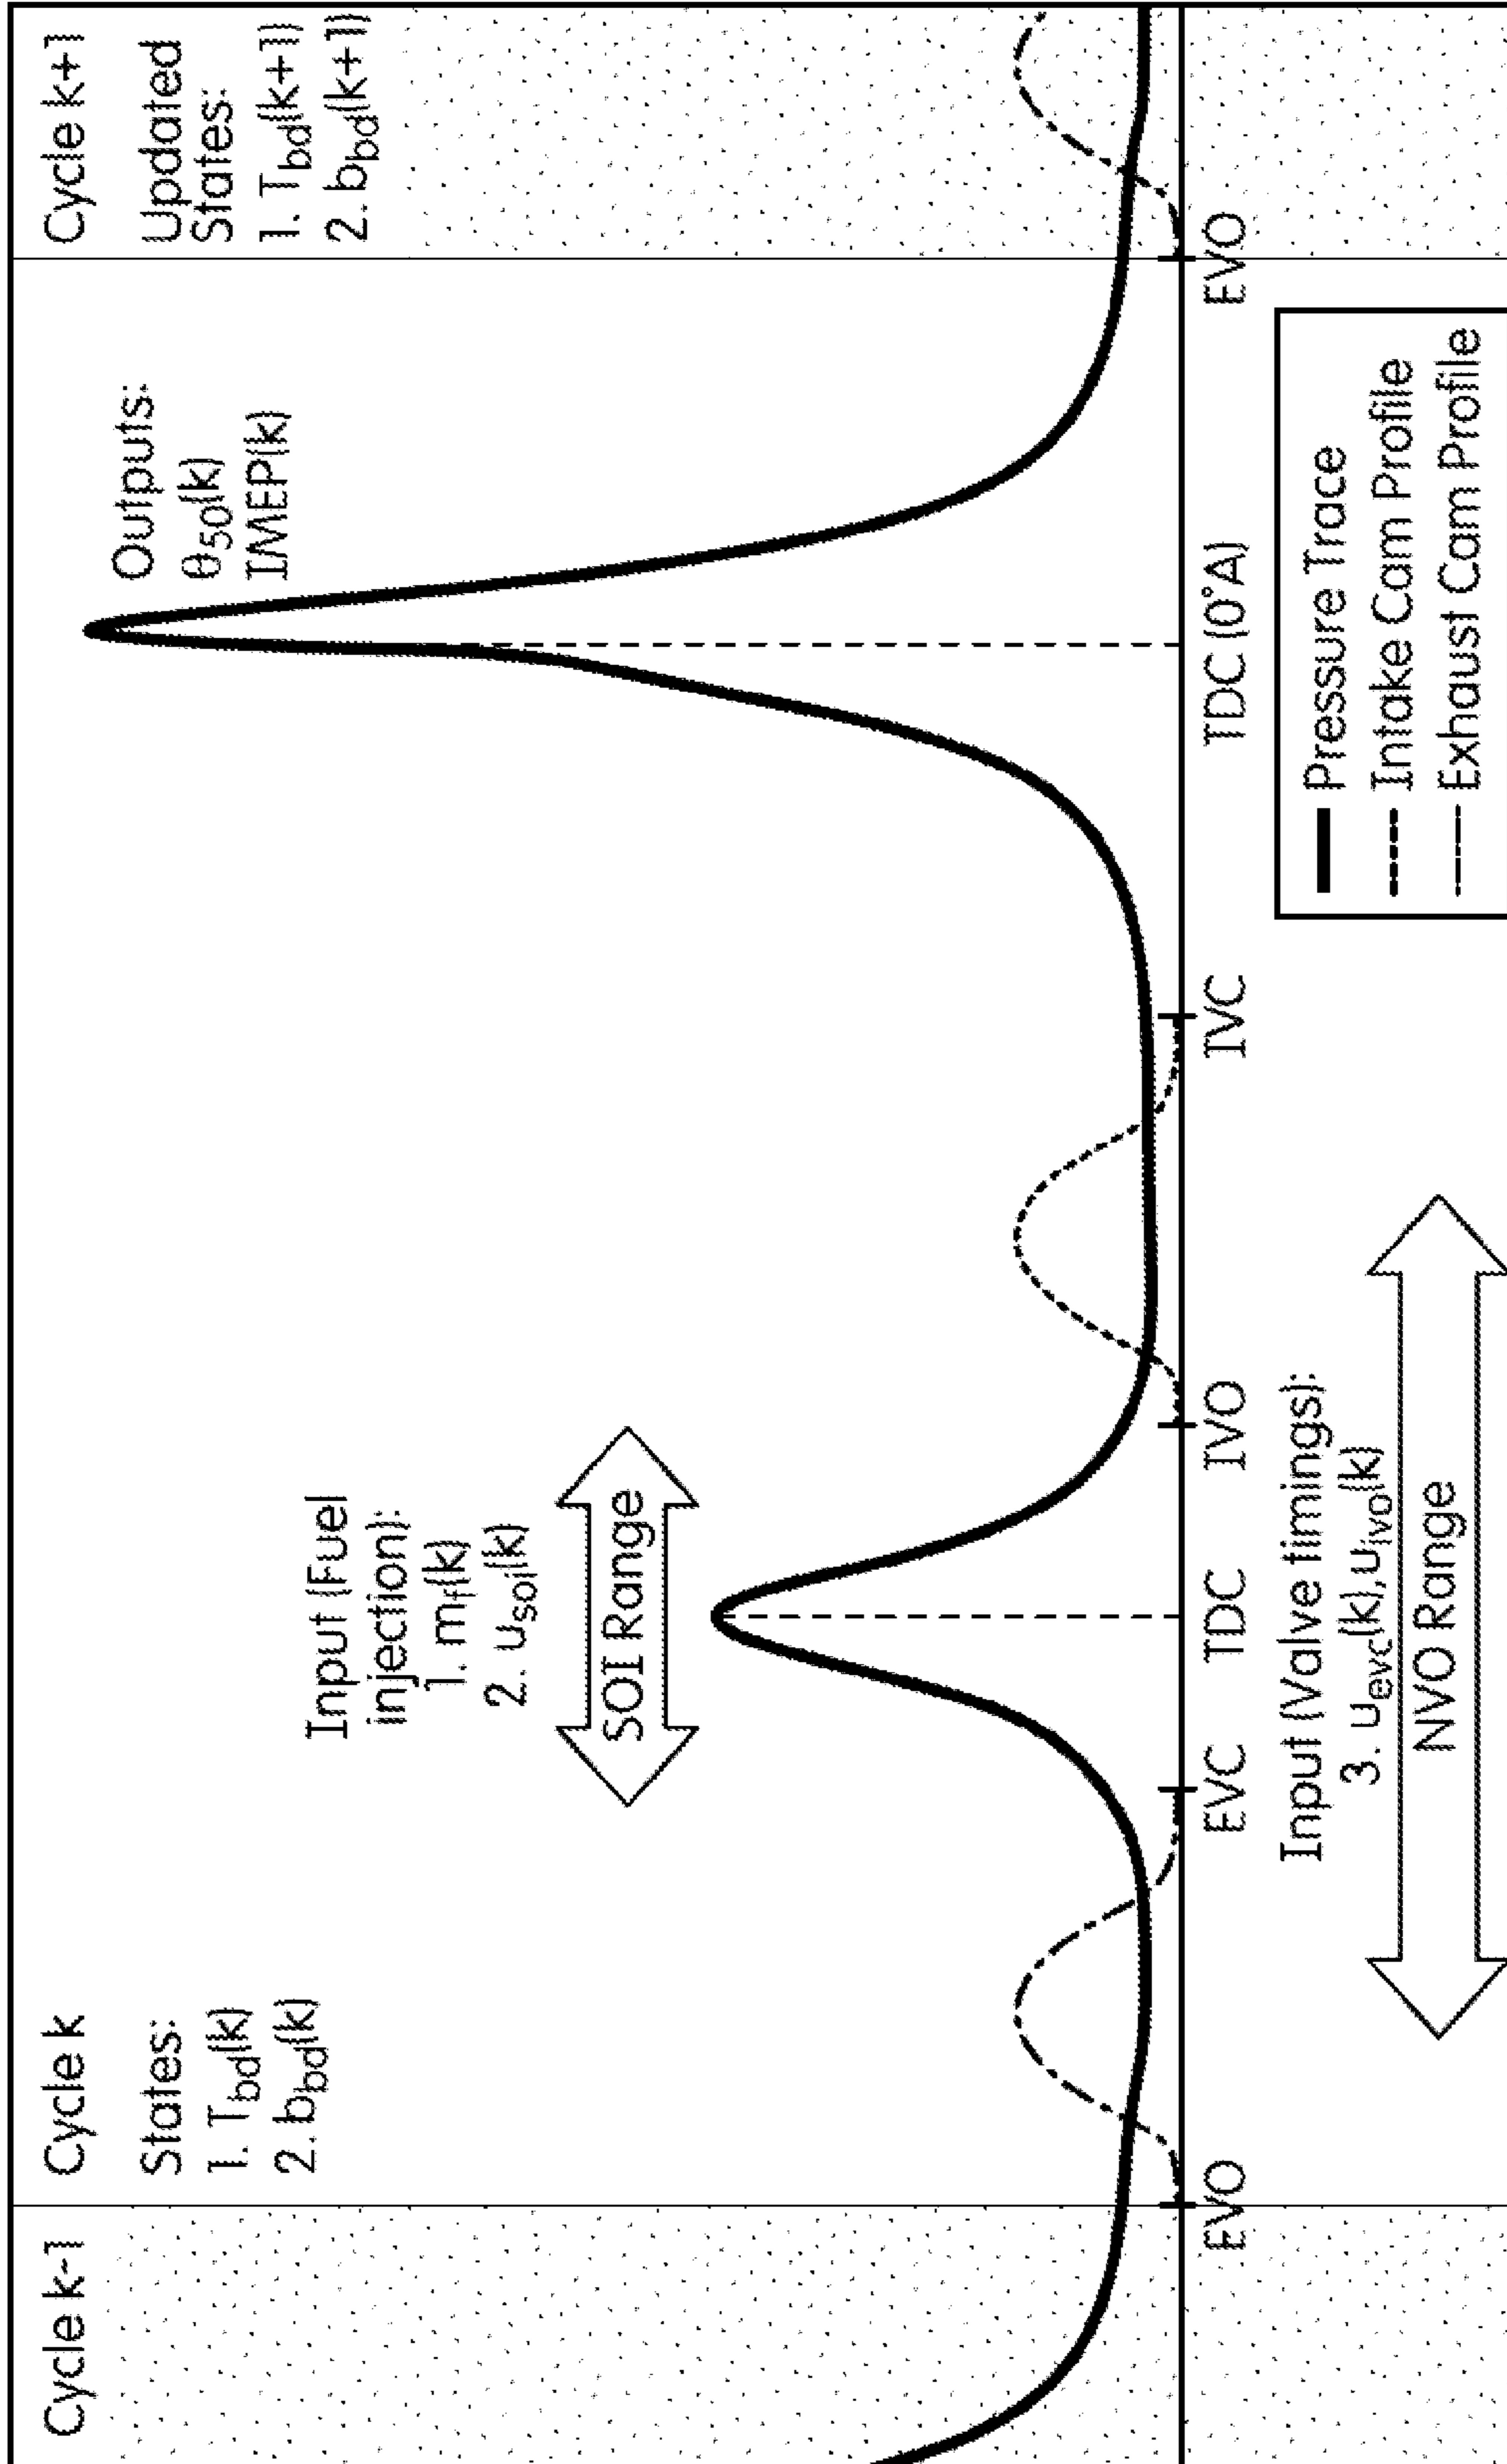 Cycle k-1
Cycle k
States:
1. T_bd(k)
2. b_bd(k)
Input (Fuel
injection):
1. m_f(k)
2. u_soi(k)
SOI Range
Outputs:
θ_50(k)
IMEP(k)
Cycle k+1
Updated
States:
1. T_bd(k+1)
2. b_bd(k+1)
EVO
EVC
TDC
IVO
IVC
TDC (0°A)
EVO
Input (Valve timings):
3. u_evc(k),u_ivo(k)
NVO Range
Pressure Trace
Intake Cam Profile
Exhaust Cam Profile